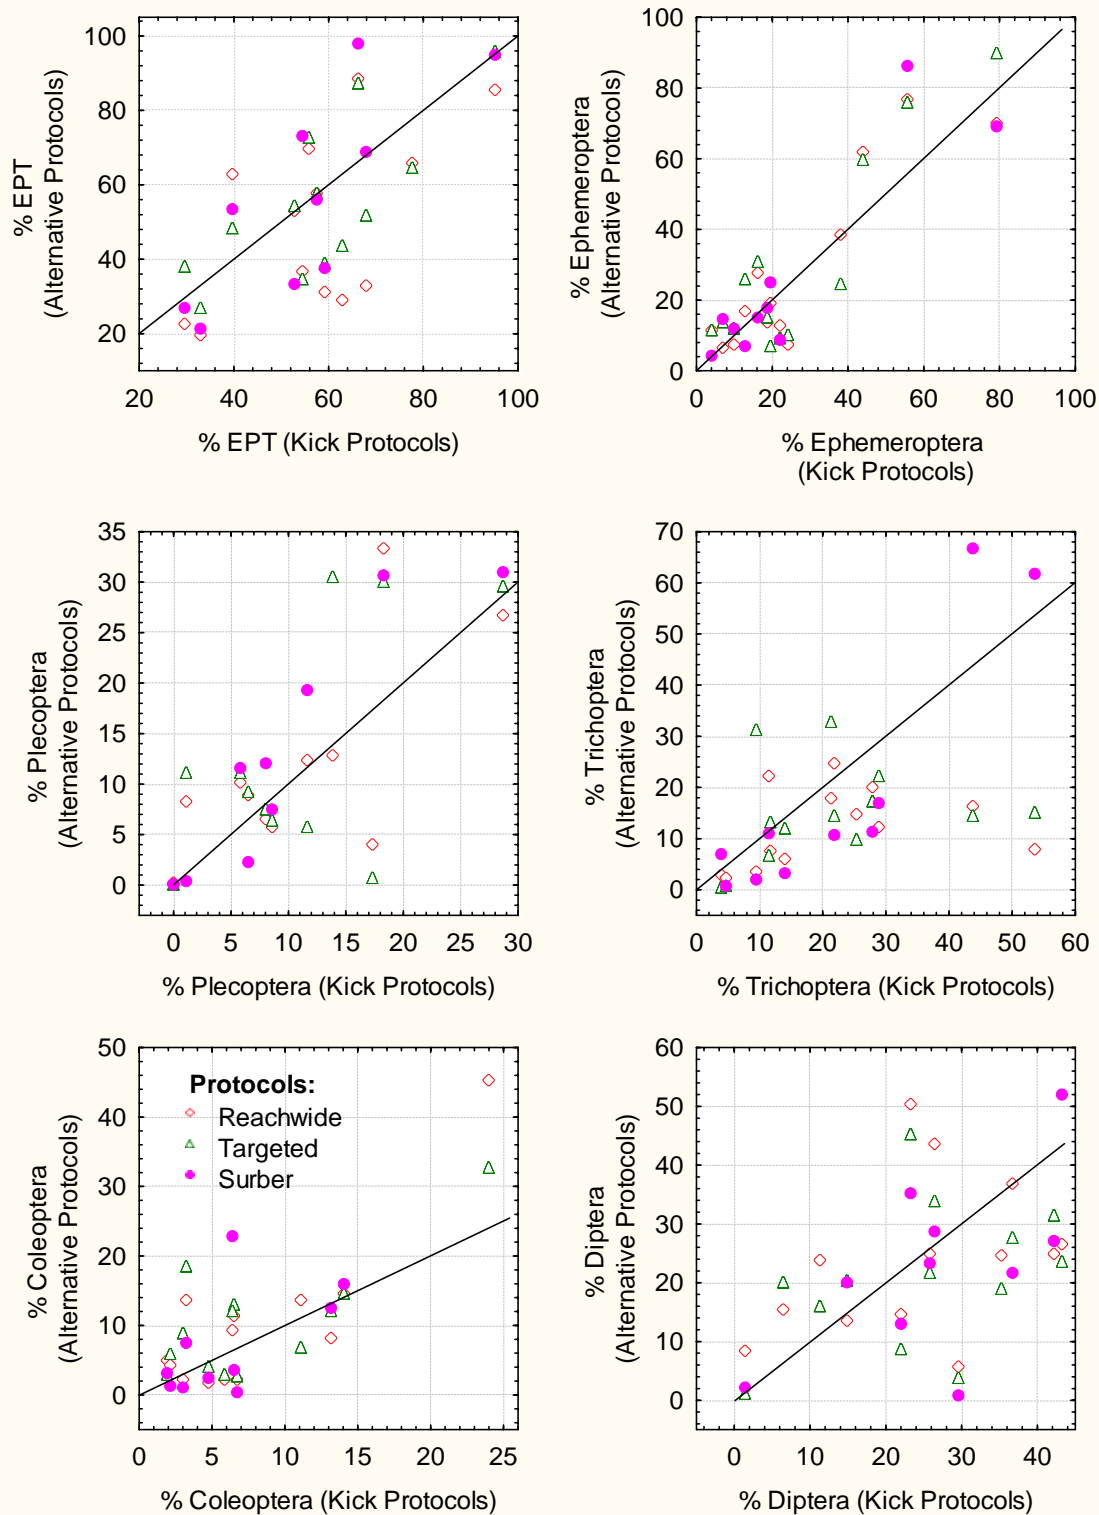 100
80
60
40
20
% EPT
(Alternative Protocols)
20 40 60 80 100
% EPT (Kick Protocols)
100
80
60
40
20
0
% Ephemeroptera
(Alternative Protocols)
0 20 40 60 80 100
% Ephemeroptera
(Kick Protocols)
35
30
25
20
15
10
5
0
% Plecoptera
(Alternative Protocols)
0 5 10 15 20 25 30
% Plecoptera (Kick Protocols)
70
60
50
40
30
20
10
0
% Trichoptera
(Alternative Protocols)
0 10 20 30 40 50 60
% Trichoptera (Kick Protocols)
50
40
30
20
10
0
% Coleoptera
(Alternative Protocols)
Protocols:
Reachwide
Targeted
Surber
0 5 10 15 20 25
% Coleoptera (Kick Protocols)
60
50
40
30
20
10
0
% Diptera
(Alternative Protocols)
0 10 20 30 40
% Diptera (Kick Protocols)